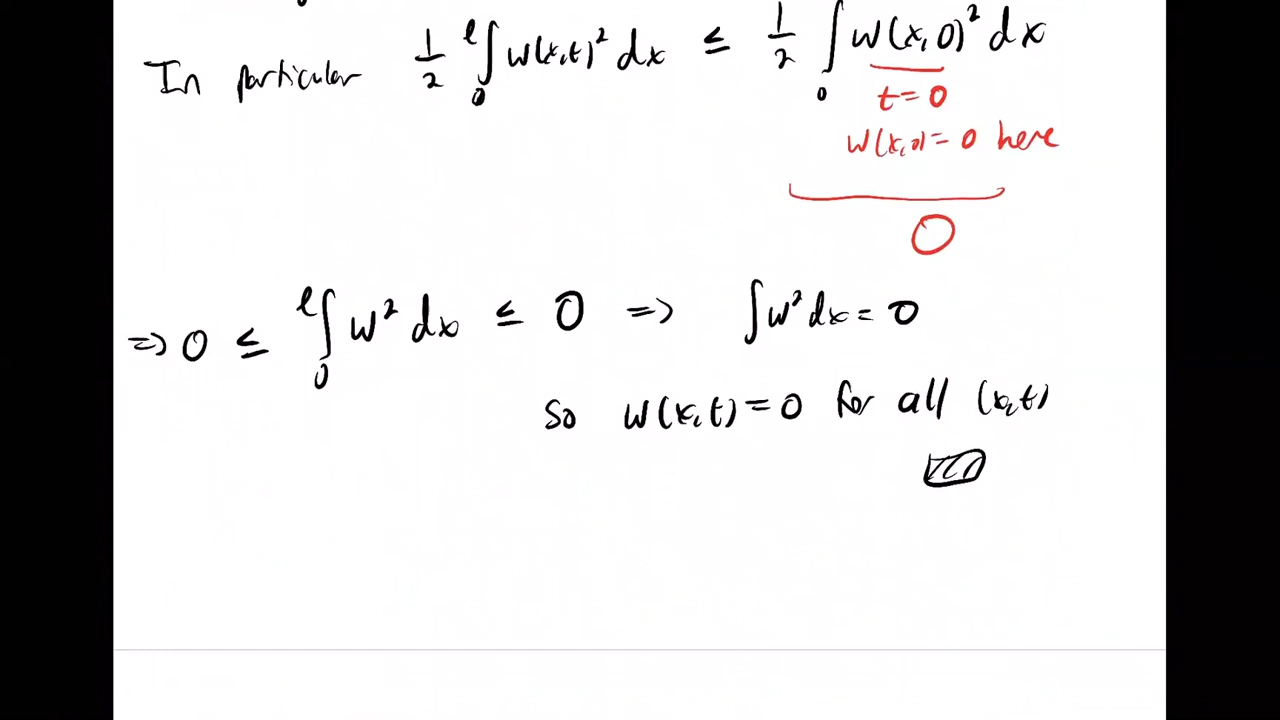 In particular 1/2 ∫₀^ℓ w(x,t)² dx ≤ 1/2 ∫₀ w(x,0)² dx
t=0
w(x,0)=0 here
0
⇒ 0 ≤ ∫₀^ℓ w² dx ≤ 0 ⇒ ∫w² dx = 0
So w(x,t) = 0 for all (x,t)